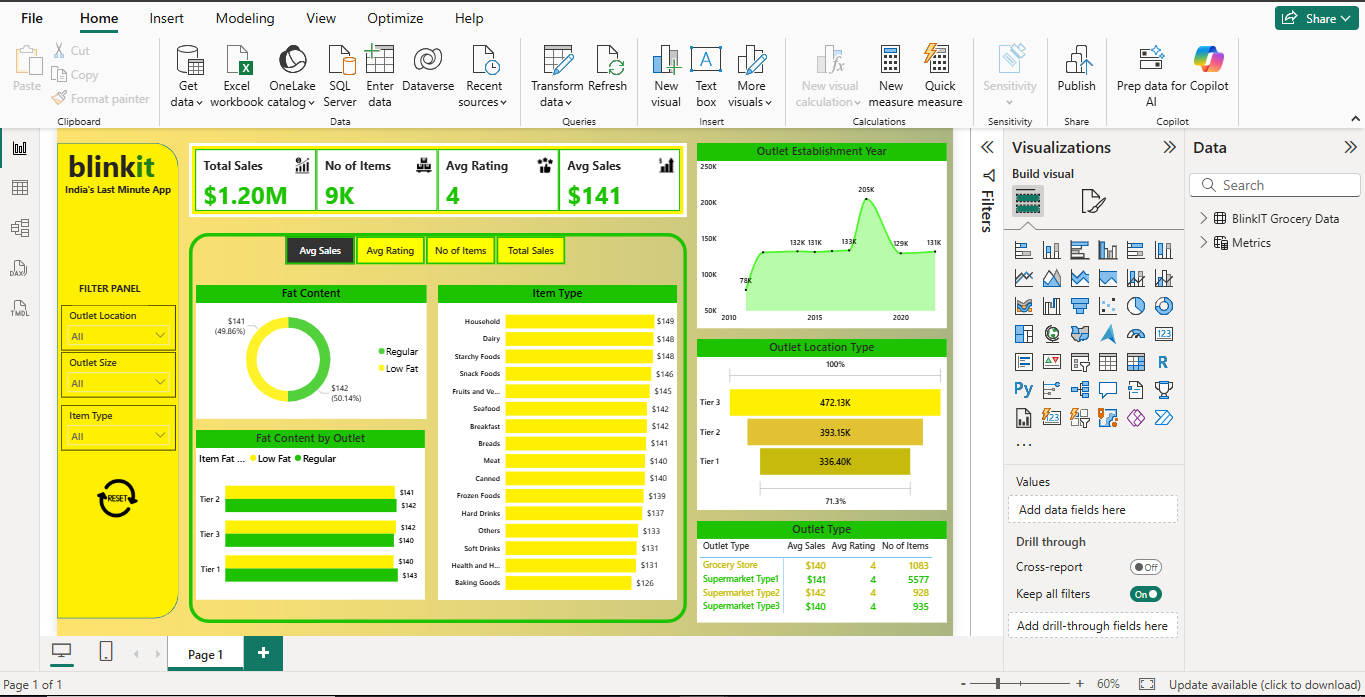 File Home Insert Modeling View Optimize Help Share
Paste
Cut
Copy
Format painter
Clipboard
Get data
Excel workbook
OneLake catalog
SQL Server
Enter data
Dataverse
Recent sources
Data
Transform data
Refresh
Queries
New visual
Text box
More visuals
Insert
New visual calculation
New measure
Quick measure
Calculations
Sensitivity
Sensitivity
Publish
Share
Prep data for AI
Copilot
Copilot
DAX
TMDL
blinkit
India's Last Minute App
FILTER PANEL
Outlet Location
All
Outlet Size
All
Item Type
All
RESET
Total Sales
$1.20M
No of Items
9K
Avg Rating
4
Avg Sales
$141
Avg Sales Avg Rating No of Items Total Sales
Fat Content
$141
(49.86%)
$142
(50.14%)
Regular
Low Fat
Fat Content by Outlet
Item Fat ... Low Fat Regular
Tier 2 $141
$142
Tier 3 $142
$140
Tier 1 $140
$143
Item Type
Household $149
Dairy $148
Starchy Foods $148
Snack Foods $146
Fruits and Ve... $145
Seafood $142
Breakfast $142
Breads $141
Meat $140
Canned $140
Frozen Foods $139
Hard Drinks $137
Others $133
Soft Drinks $131
Health and H... $131
Baking Goods $126
Outlet Establishment Year
250K
200K
150K
100K
50K
78K
132K 131K
133K
205K
129K
131K
2010 2015 2020
Outlet Location Type
100%
Tier 3 472.13K
Tier 2 393.15K
Tier 1 336.40K
71.3%
Outlet Type
Outlet Type Avg Sales Avg Rating No of Items
Grocery Store $140 4 1083
Supermarket Type1 $141 4 5577
Supermarket Type2 $142 4 928
Supermarket Type3 $140 4 935
Filters
Visualizations
Build visual
123
R
Py
123
...
Values
Add data fields here
Drill through
Cross-report Off
Keep all filters On
Add drill-through fields here
Data
Search
BlinkIT Grocery Data
Metrics
Page 1
+
Page 1 of 1
- + 60%
Update available (click to download)